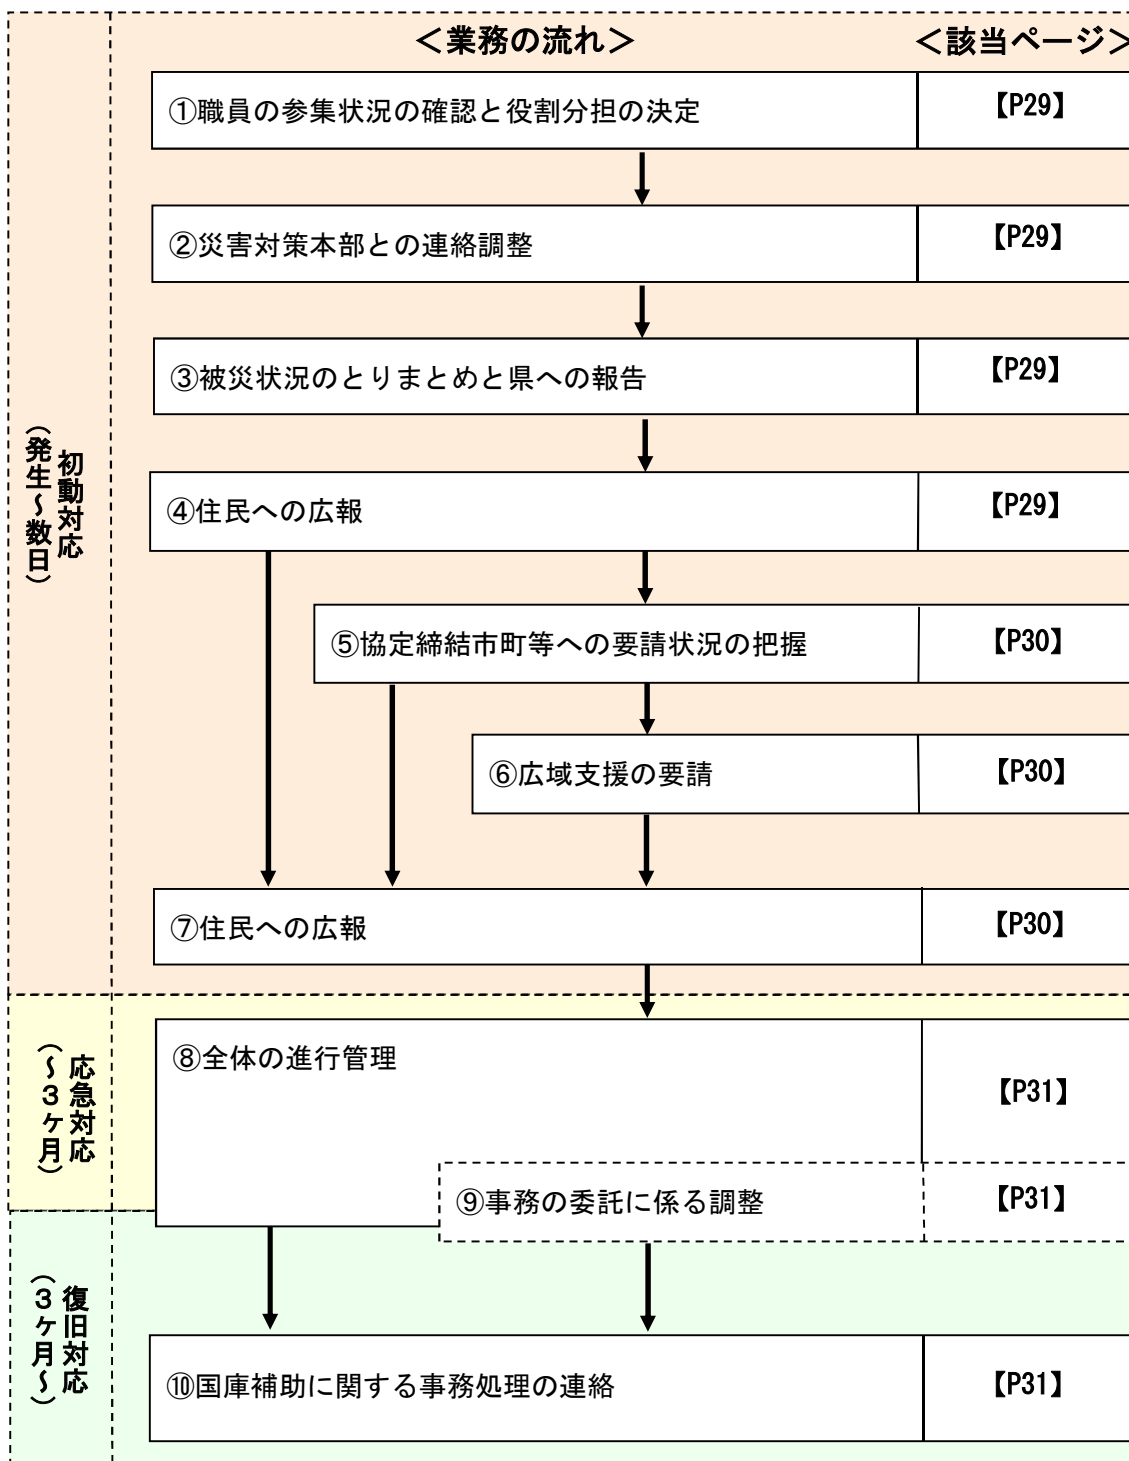 ＜業務の流れ＞
＜該当ページ＞
初動対応
（発生～数日）
①職員の参集状況の確認と役割分担の決定
【P29】
②災害対策本部との連絡調整
【P29】
③被災状況のとりまとめと県への報告
【P29】
④住民への広報
【P29】
⑤協定締結市町等への要請状況の把握
【P30】
⑥広域支援の要請
【P30】
⑦住民への広報
【P30】
応急対応
（～３ヶ月）
⑧全体の進行管理
【P31】
⑨事務の委託に係る調整
【P31】
復旧対応
（３ヶ月～）
⑩国庫補助に関する事務処理の連絡
【P31】